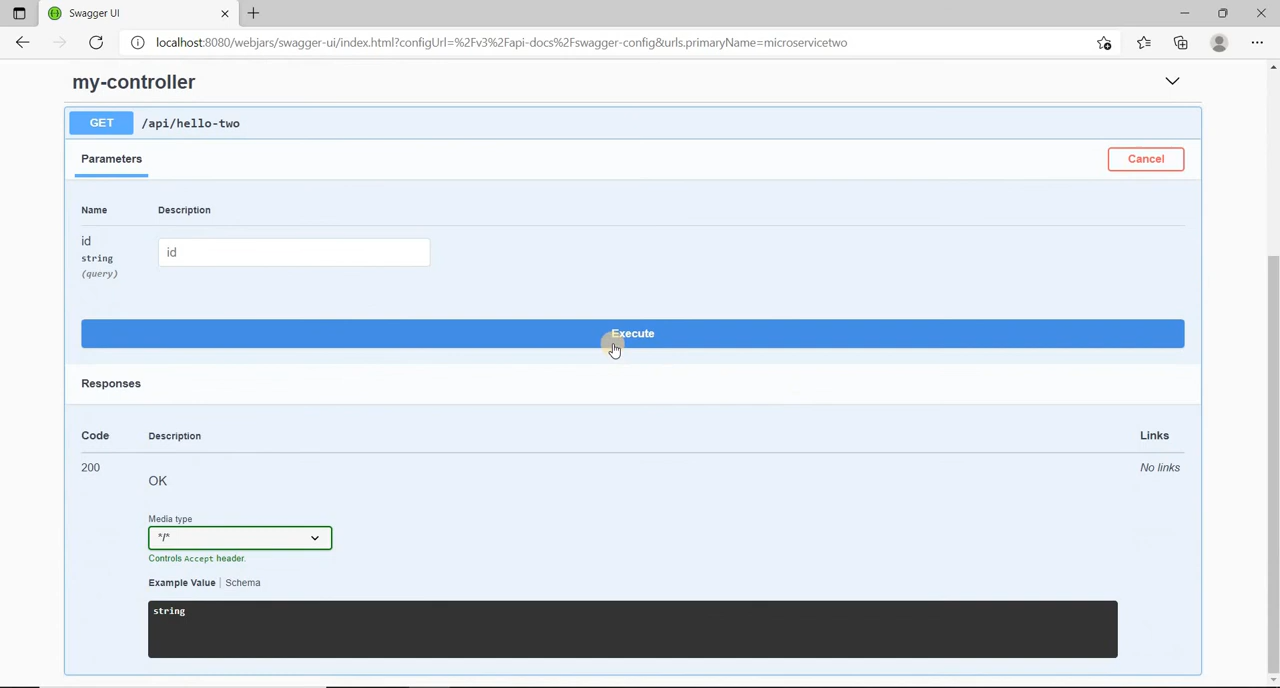 Swagger UI
localhost:8080/webjars/swagger-ui/index.html?configUrl=%2Fv3%2Fapi-docs%2Fswagger-config&urls.primaryName=microservicetwo
my-controller
GET /api/hello-two
Parameters
Cancel
Name Description
id
string
(query)
id
Execute
Responses
Code Description Links
200
OK
No links
Media type
*/*
Controls Accept header.
Example Value | Schema
string